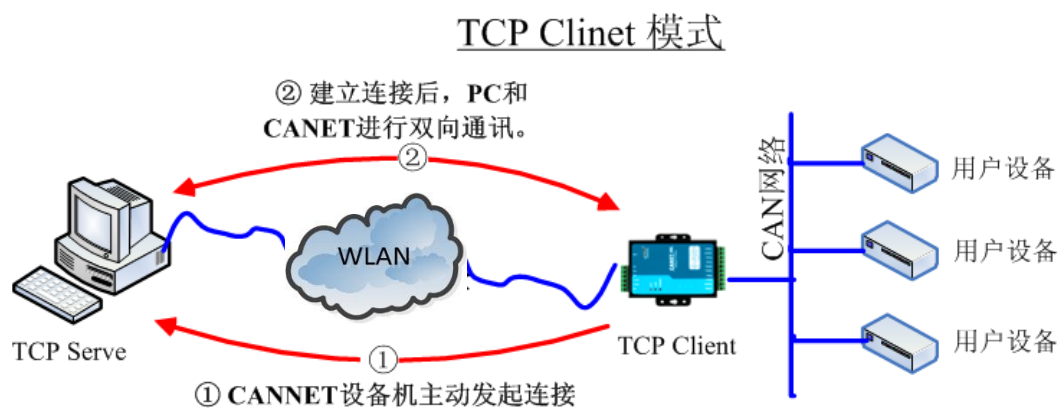 TCP Clinet 模式
② 建立连接后，PC和
CANET进行双向通讯。
②
CAN网络
用户设备
WLAN
用户设备
TCP Serve
①
TCP Client
用户设备
① CANNET设备机主动发起连接